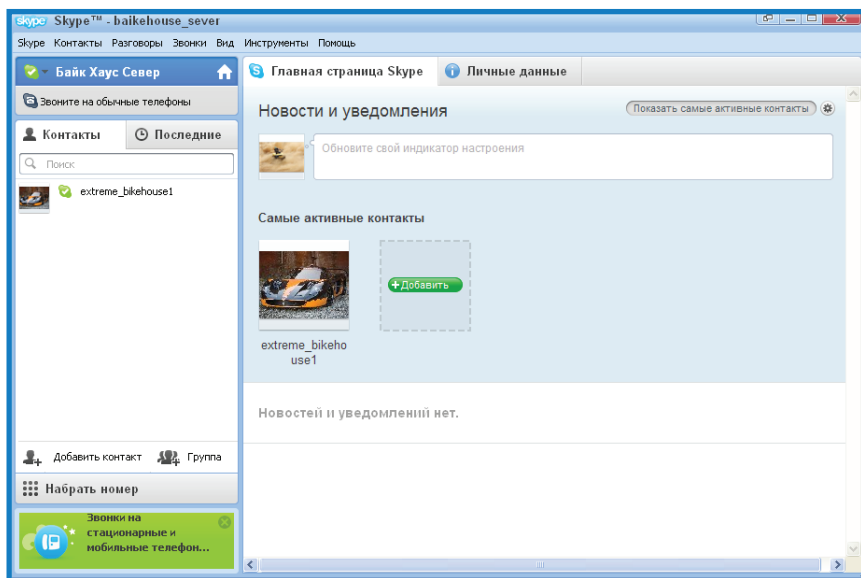 skype Skype™ - baikehouse_sever
Skype Контакты Разговоры Звонки Вид Инструменты Помощь
Байк Хаус Север
Звоните на обычные телефоны
Контакты
Последние
Поиск
extreme_bikehouse1
Добавить контакт
Группа
Набрать номер
Звонки на
стационарные и
мобильные телефон...
Главная страница Skype
Личные данные
Новости и уведомления
Показать самые активные контакты
Обновите свой индикатор настроения
Самые активные контакты
Добавить
extreme_bikeho
use1
Новостей и уведомлений нет.